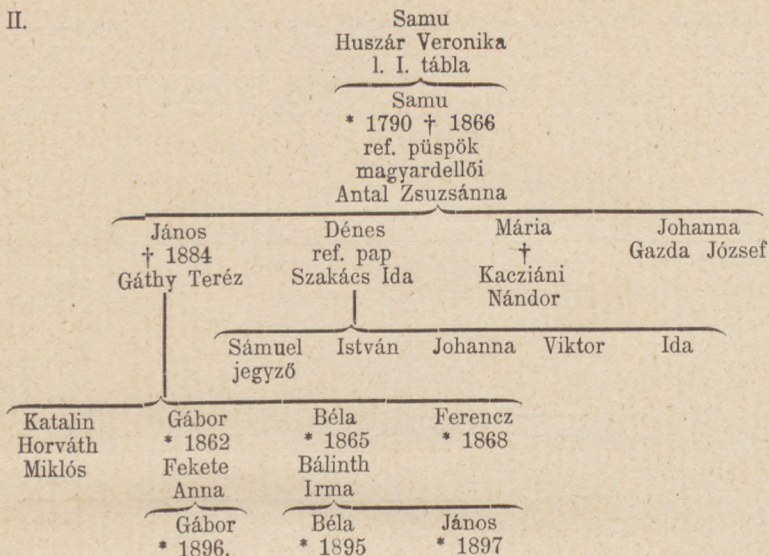 II.
Samu
Huszár Veronika
l. I. tábla
Samu
* 1790 † 1866
ref. püspök
magyardellői
Antal Zsuzsánna
János Dénes Mária Johanna
† 1884 ref. pap † Gazda József
Gáthy Teréz Szakács Ida Kacziáni
Nándor
Sámuel István Johanna Viktor Ida
jegyző
Katalin Gábor Béla Ferencz
Horváth * 1862 * 1865 * 1868
Miklós Fekete Bálinth
Anna Irma
Gábor Béla János
* 1896. * 1895 * 1897